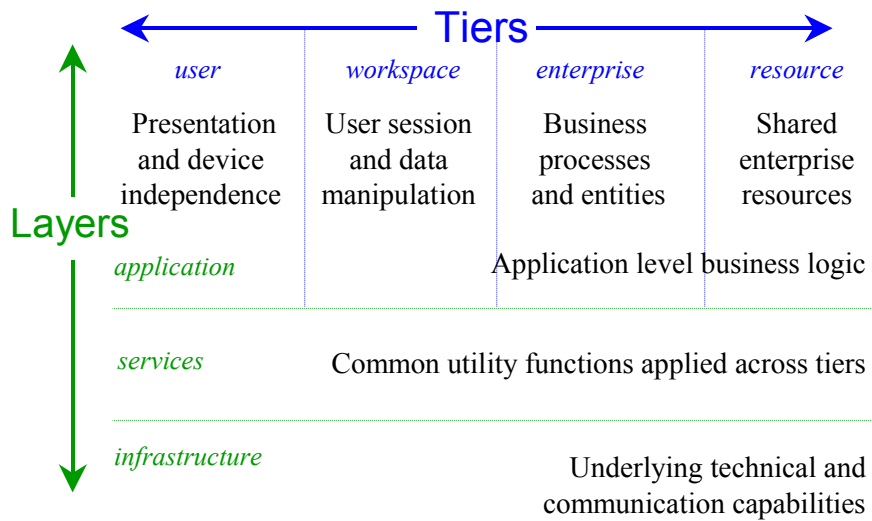 Tiers
user workspace enterprise resource
Presentation User session Business Shared
and device and data processes enterprise
independence manipulation and entities resources
Layers
application Application level business logic
services Common utility functions applied across tiers
infrastructure Underlying technical and
communication capabilities